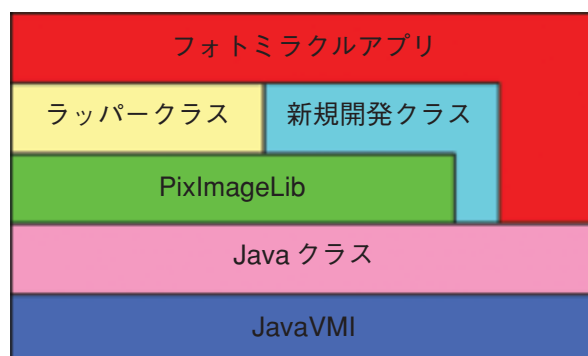 フォトミラクルアプリ
ラッパークラス
新規開発クラス
PixImageLib
Java クラス
JavaVMI